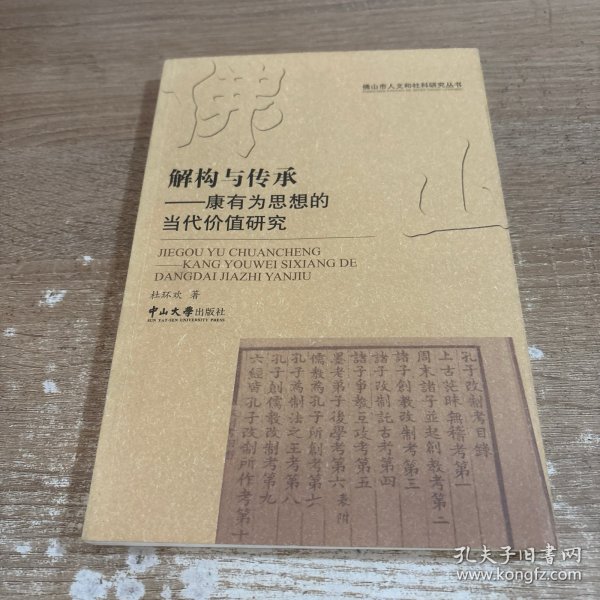 佛山市人文和社科研究丛书
佛
山
解构与传承
——康有为思想的
当代价值研究
JIEGOU YU CHUANCHENG
——KANG YOUWEI SIXIANG DE
DANGDAI JIAZHI YANJIU
杜环欢 著
中山大学出版社
SUN YAT-SEN UNIVERSITY PRESS
孔子改制考目錄
上古茫昧無稽考第一
周末諸子並起創教考第二
諸子創教改制考第三
諸子改制託古考第四
諸子爭教互攻考第五
墨老弟子後學考第六 表附
儒教為孔子所創考第七
孔子為制法之王考第八
孔子創儒教改制考第九
六經皆孔子改制所作考第十
孔夫子旧书网
www.kongfz.com